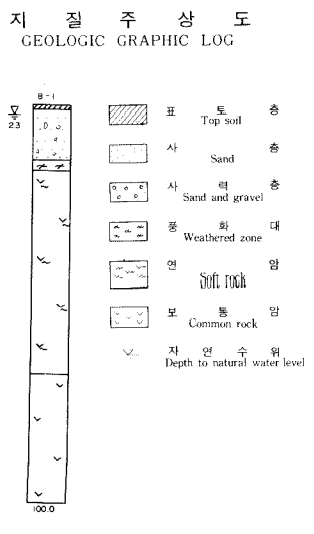 지 질 주 상 도
GEOLOGIC GRAPHIC LOG
B-1
2.3
표 토 층
Top soil
사 층
Sand
사 력 층
Sand and gravel
풍 화 대
Weathered zone
연 암
Soft rock
보 통 암
Common rock
자 연 수 위
Depth to natural water level
100.0